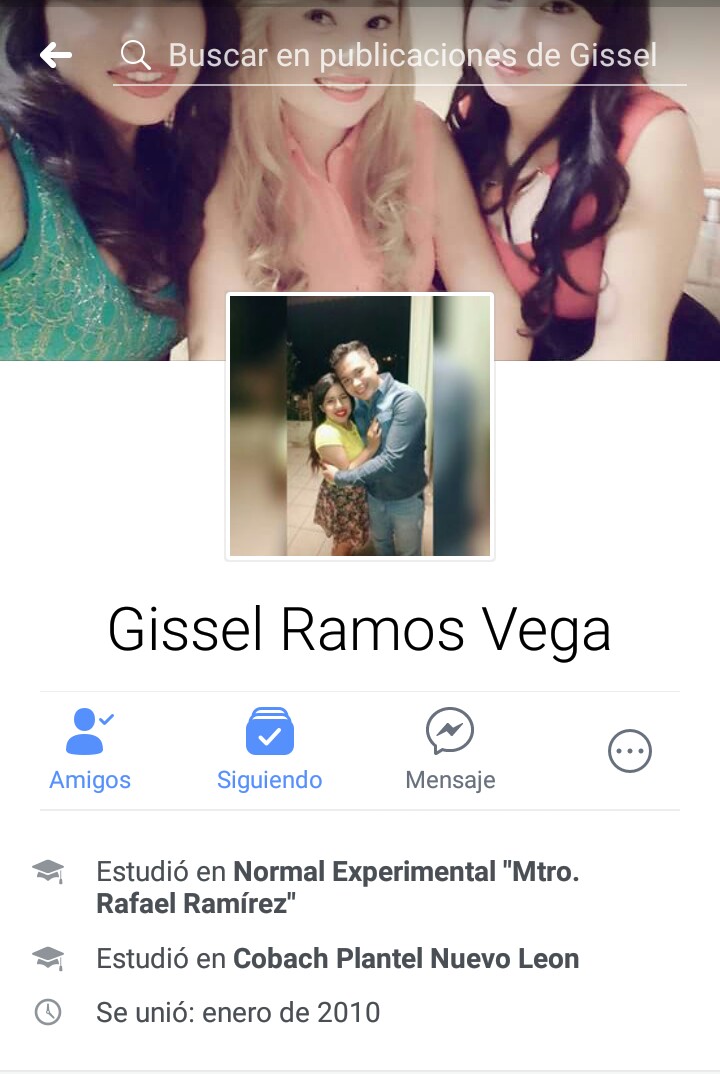 Buscar en publicaciones de Gissel
Gissel Ramos Vega
Amigos
Siguiendo
Mensaje
Estudió en Normal Experimental "Mtro.
Rafael Ramírez"
Estudió en Cobach Plantel Nuevo Leon
Se unió: enero de 2010